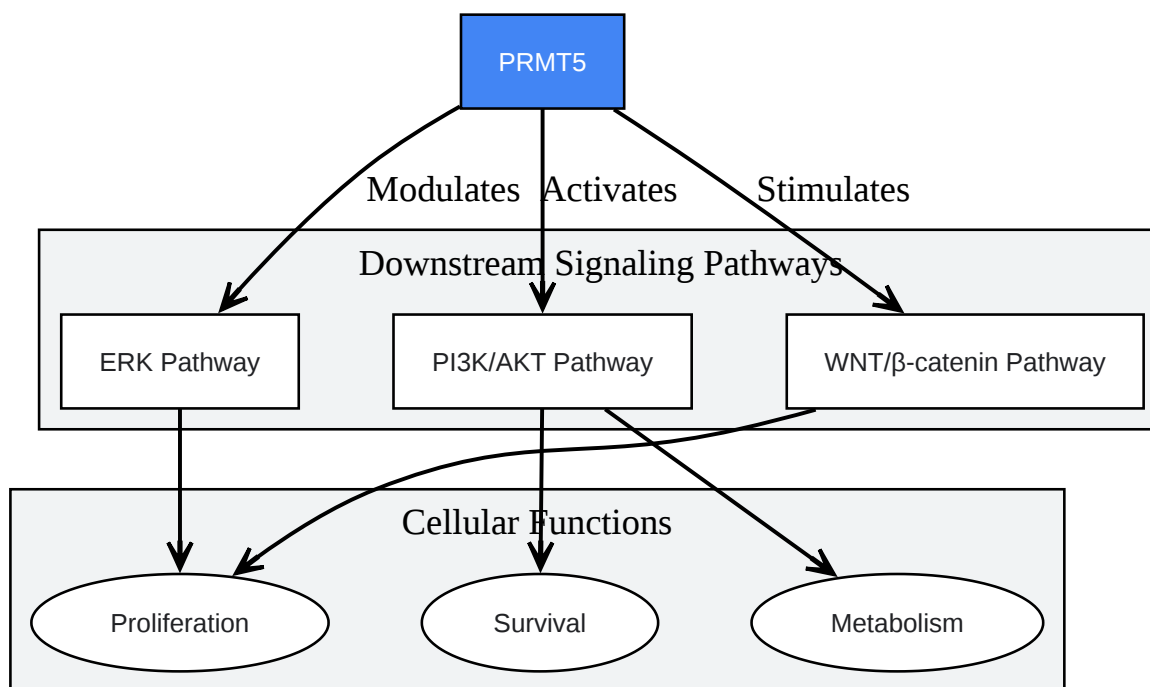 PRMT5
Modulates Activates Stimulates
Downstream Signaling Pathways
ERK Pathway PI3K/AKT Pathway WNT/β-catenin Pathway
Cellular Functions
Proliferation Survival Metabolism